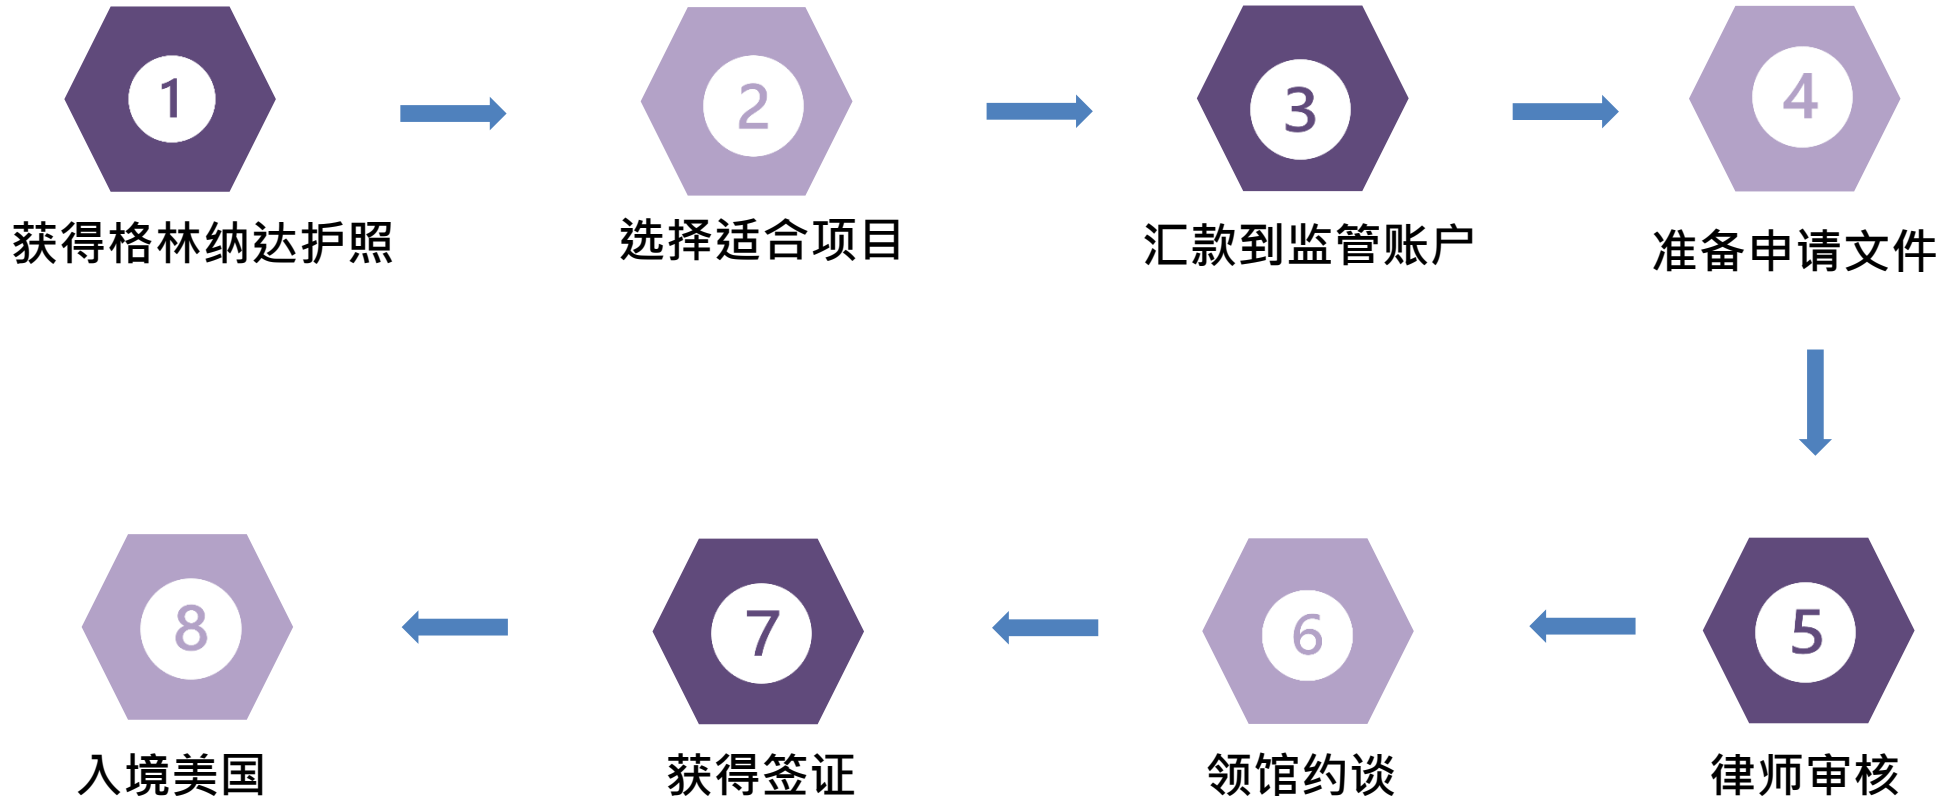 1
获得格林纳达护照
2
选择适合项目
3
汇款到监管账户
4
准备申请文件
5
律师审核
6
领馆约谈
7
获得签证
8
入境美国